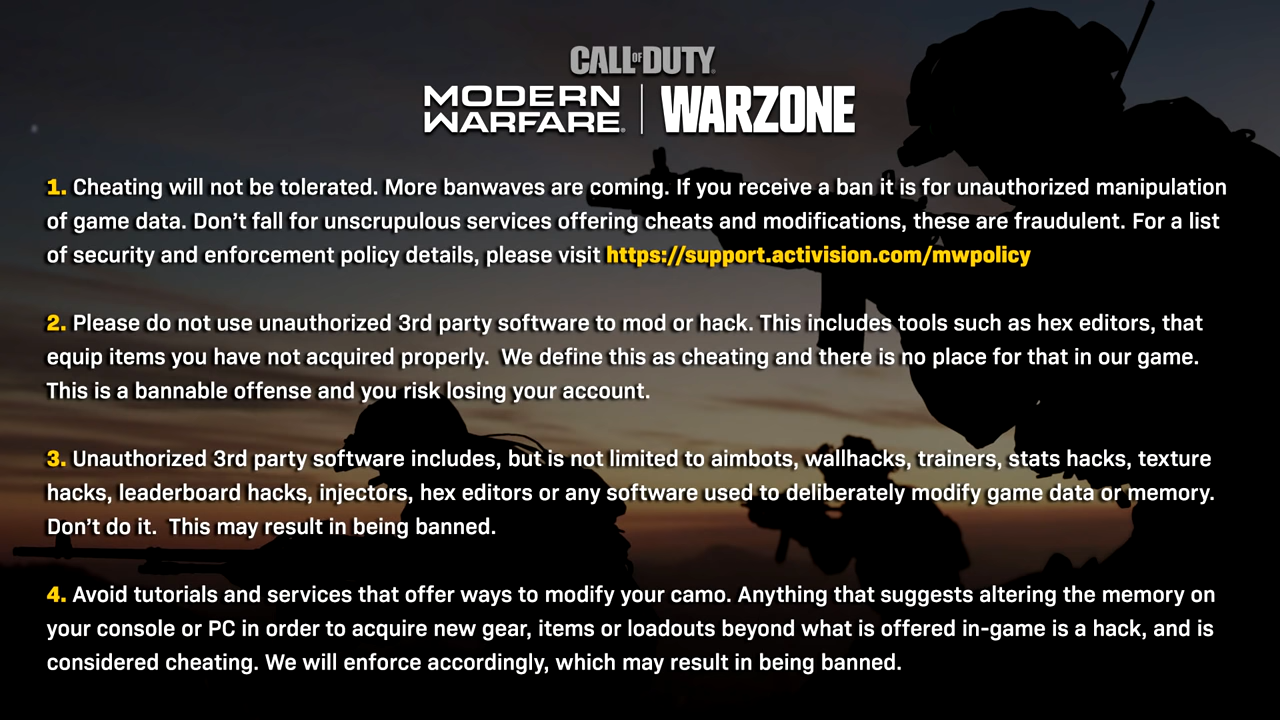 CALL OF DUTY
MODERN WARFARE. | WARZONE
1. Cheating will not be tolerated. More banwaves are coming. If you receive a ban it is for unauthorized manipulation
of game data. Don’t fall for unscrupulous services offering cheats and modifications, these are fraudulent. For a list
of security and enforcement policy details, please visit https://support.activision.com/mwpolicy
2. Please do not use unauthorized 3rd party software to mod or hack. This includes tools such as hex editors, that
equip items you have not acquired properly.  We define this as cheating and there is no place for that in our game.
This is a bannable offense and you risk losing your account.
3. Unauthorized 3rd party software includes, but is not limited to aimbots, wallhacks, trainers, stats hacks, texture
hacks, leaderboard hacks, injectors, hex editors or any software used to deliberately modify game data or memory.
Don’t do it.  This may result in being banned.
4. Avoid tutorials and services that offer ways to modify your camo. Anything that suggests altering the memory on
your console or PC in order to acquire new gear, items or loadouts beyond what is offered in-game is a hack, and is
considered cheating. We will enforce accordingly, which may result in being banned.